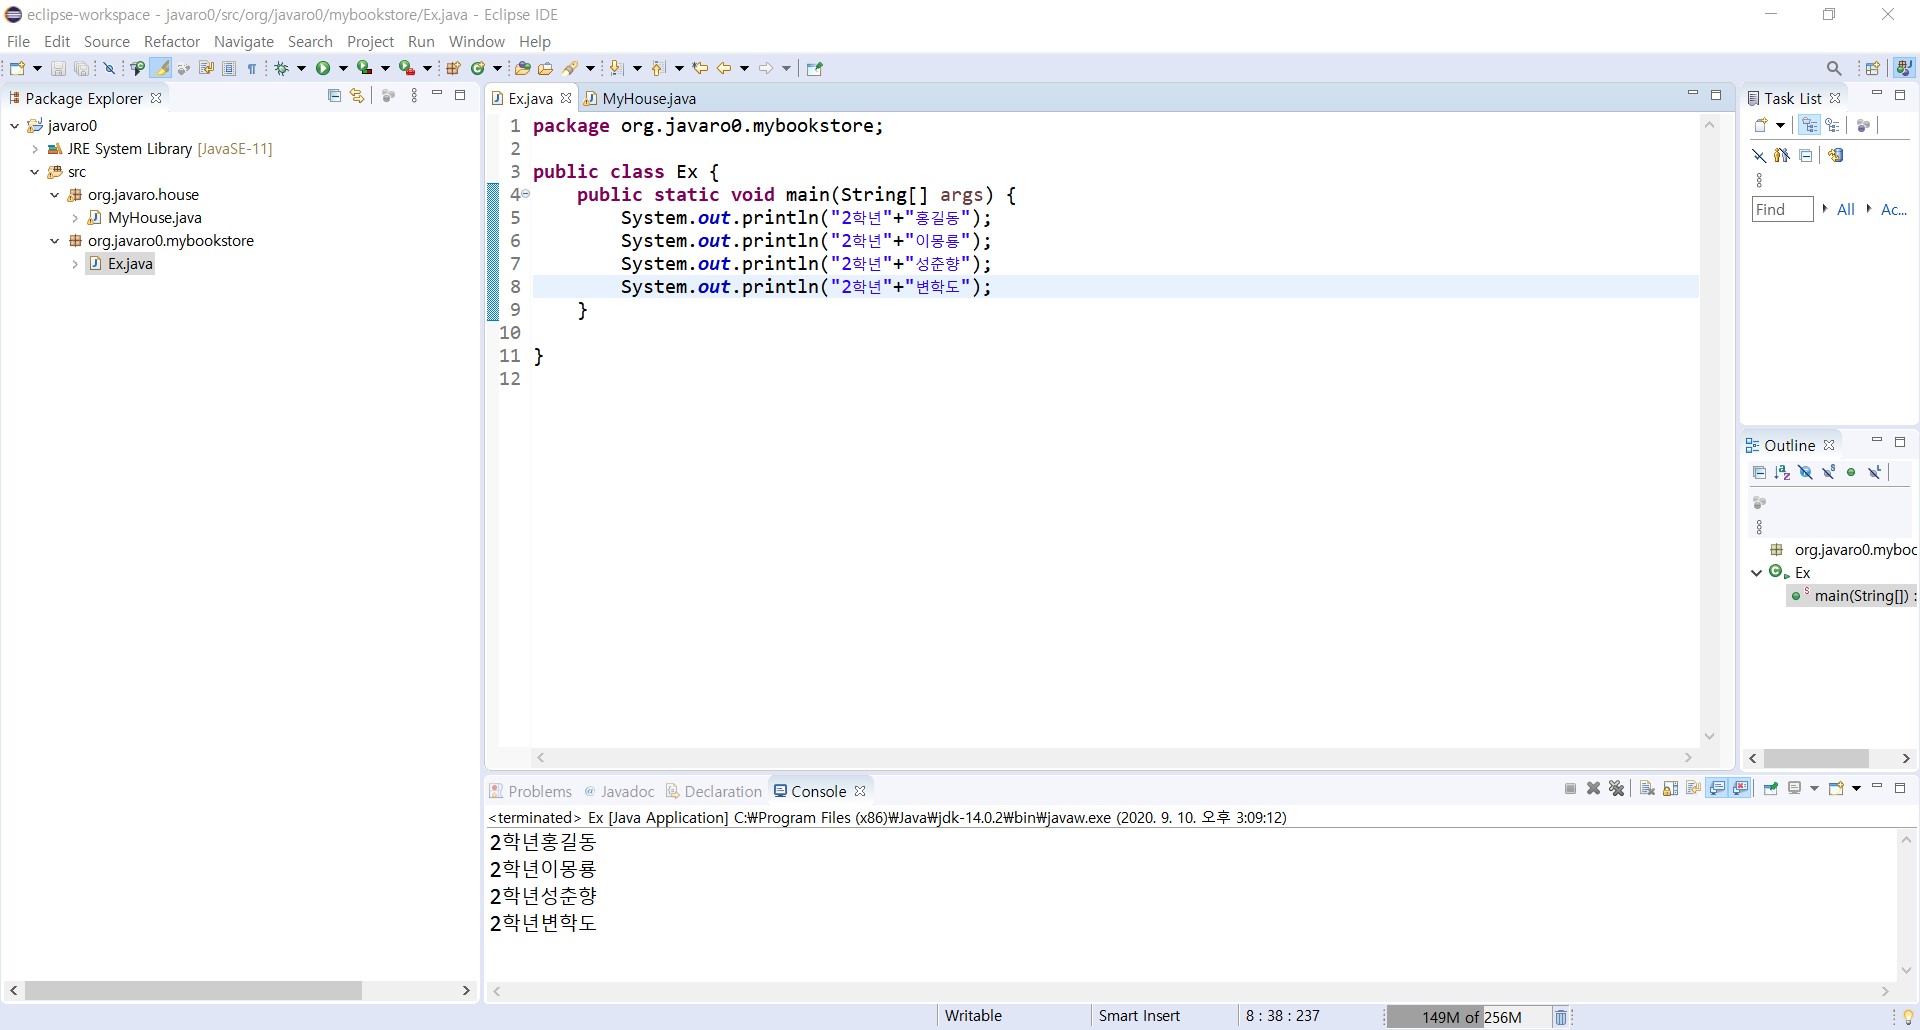 eclipse-workspace - javaro0/src/org/javaro0/mybookstore/Ex.java - Eclipse IDE
File Edit Source Refactor Navigate Search Project Run Window Help
Package Explorer
javaro0
JRE System Library [JavaSE-11]
src
org.javaro.house
MyHouse.java
org.javaro0.mybookstore
Ex.java
Ex.java MyHouse.java
1 package org.javaro0.mybookstore;
2
3 public class Ex {
4 public static void main(String[] args) {
5 System.out.println("2학년"+"홍길동");
6 System.out.println("2학년"+"이몽룡");
7 System.out.println("2학년"+"성춘향");
8 System.out.println("2학년"+"변학도");
9 }
10
11 }
12
Task List
Find All Ac...
Outline
org.javaro0.myboc
Ex
main(String[]) :
Problems Javadoc Declaration Console
<terminated> Ex [Java Application] C:₩Program Files (x86)₩Java₩jdk-14.0.2₩bin₩javaw.exe (2020. 9. 10. 오후 3:09:12)
2학년홍길동
2학년이몽룡
2학년성춘향
2학년변학도
Writable Smart Insert 8 : 38 : 237 149M of 256M